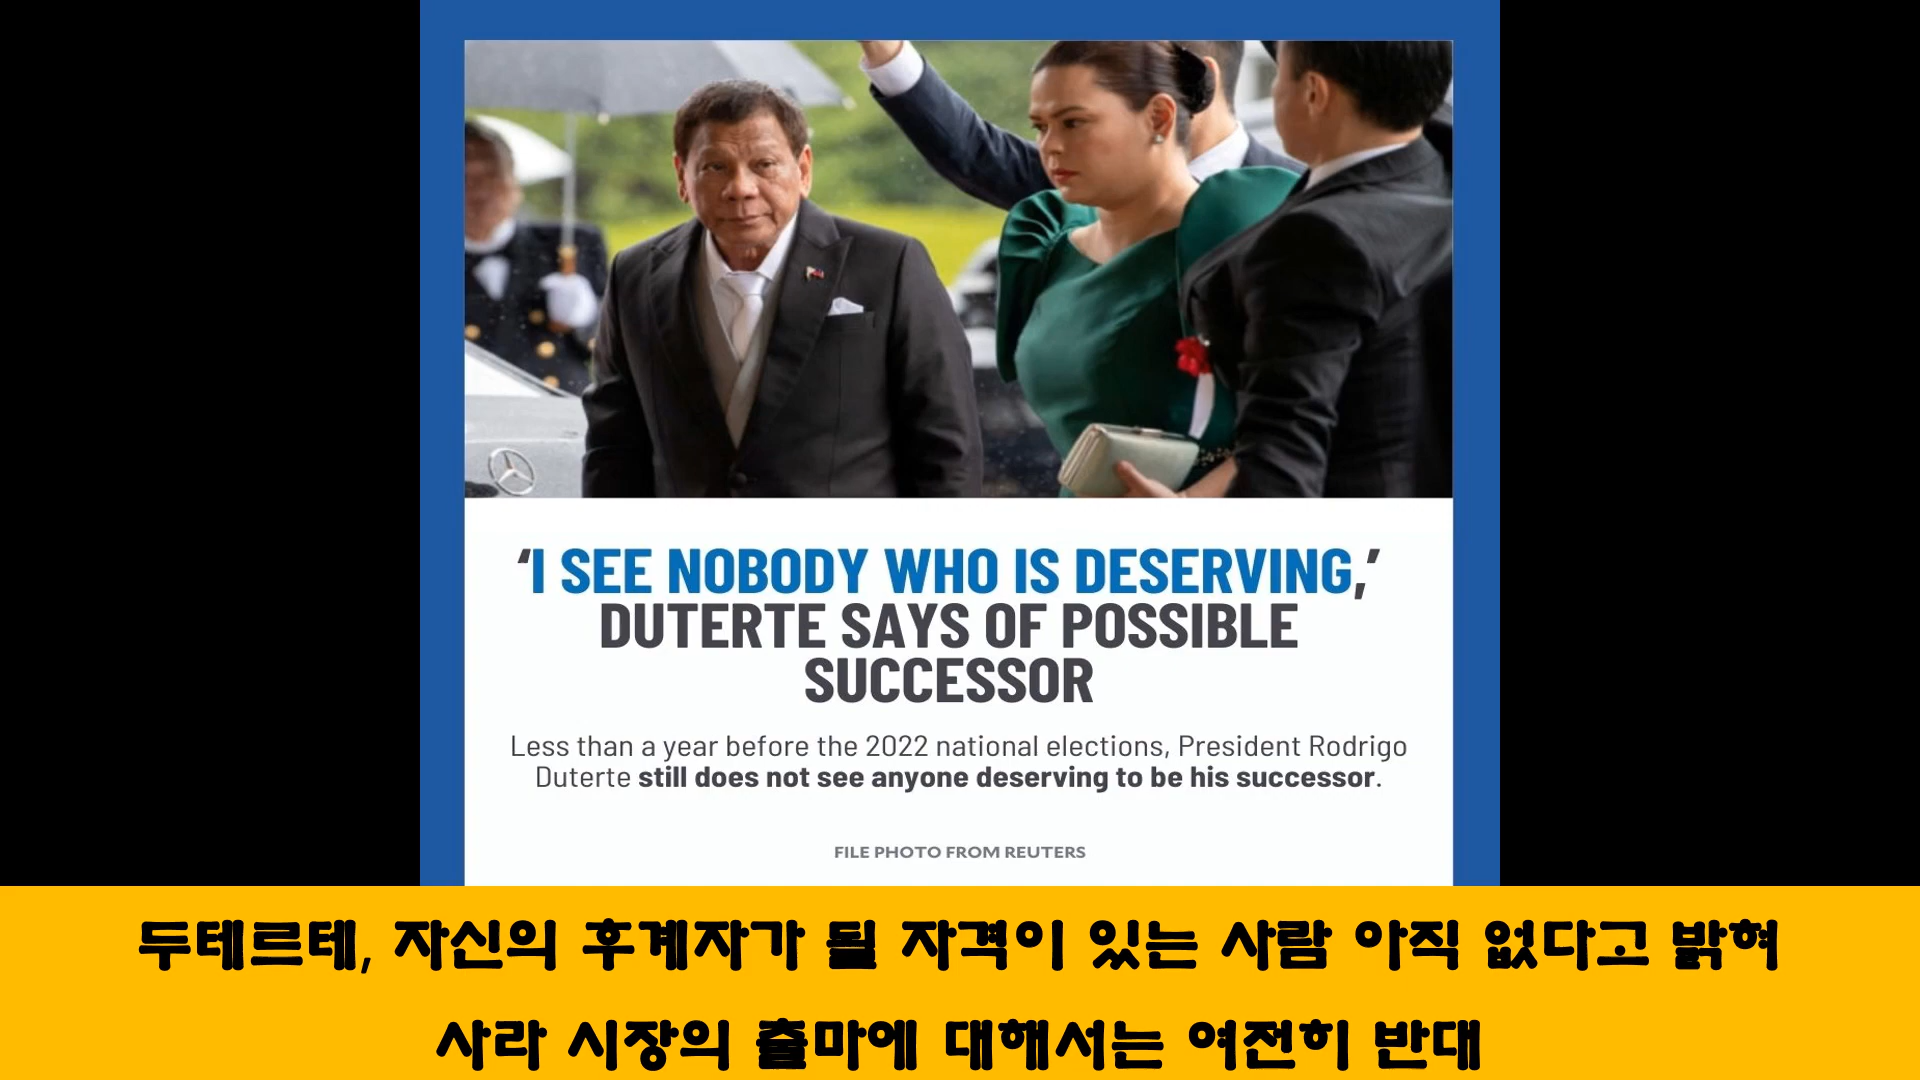 'I SEE NOBODY WHO IS DESERVING,'
DUTERTE SAYS OF POSSIBLE
SUCCESSOR
Less than a year before the 2022 national elections, President Rodrigo
Duterte still does not see anyone deserving to be his successor.
FILE PHOTO FROM REUTERS
두테르테, 자신의 후계자가 될 자격이 있는 사람 아직 없다고 밝혀
사라 시장의 출마에 대해서는 여전히 반대